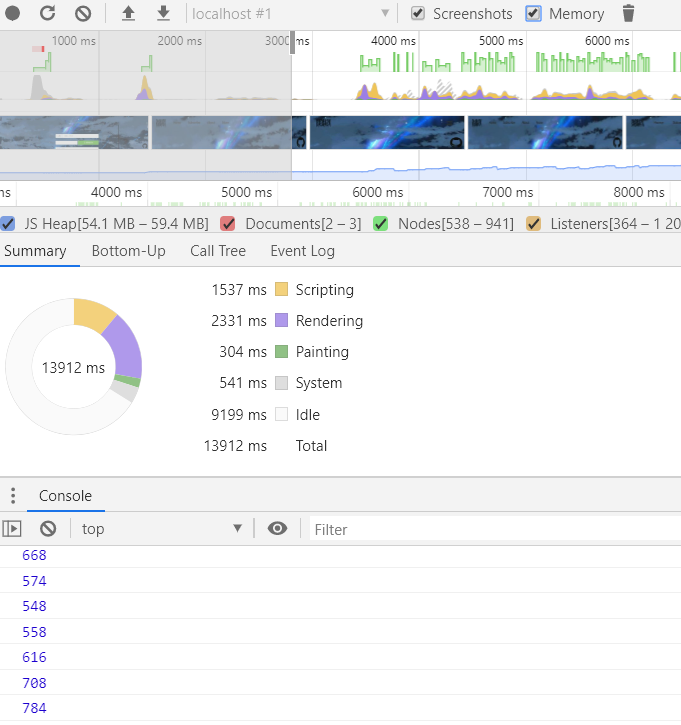 localhost #1 Screenshots Memory
1000 ms 2000 ms 3000 ms 4000 ms 5000 ms 6000 ms
ms 4000 ms 5000 ms 6000 ms 7000 ms 8000 ms
JS Heap[54.1 MB – 59.4 MB] Documents[2 – 3] Nodes[538 – 941] Listeners[364 – 1 20
Summary Bottom-Up Call Tree Event Log
1537 ms Scripting
2331 ms Rendering
304 ms Painting
13912 ms
541 ms System
9199 ms Idle
13912 ms Total
Console
top Filter
668
574
548
558
616
708
784